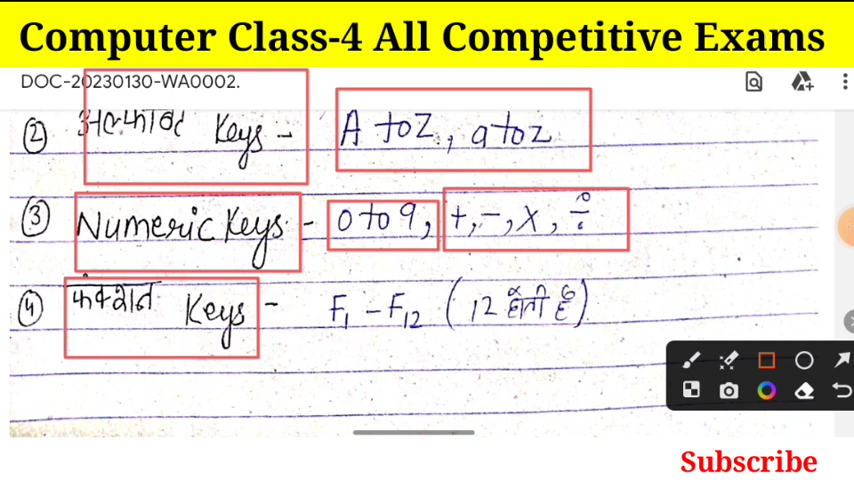 Computer Class-4 All Competitive Exams
DOC-20230130-WA0002.
② Keys - A to Z, a to z
③ Numeric Keys - 0 to 9, +, -, x, ÷
④ फंक्शन Keys - F1 - F12 (12 होती है)
Subscribe